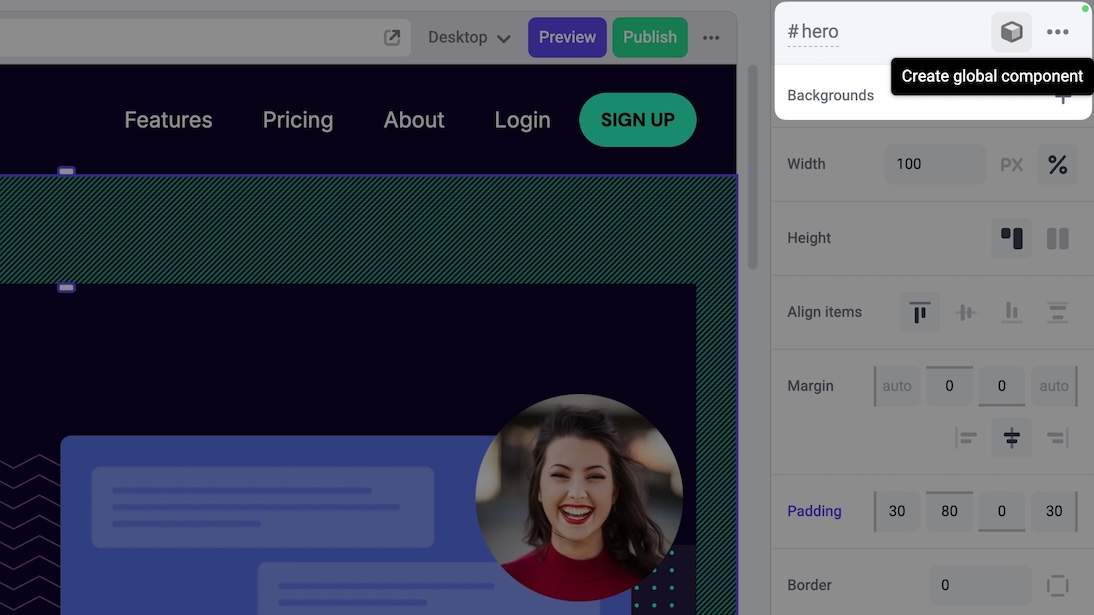 Desktop
Preview
Publish
Features
Pricing
About
Login
SIGN UP
#hero
Create global component
Backgrounds
Width
100
PX
%
Height
Align items
Margin
auto
0
0
auto
Padding
30
80
0
30
Border
0